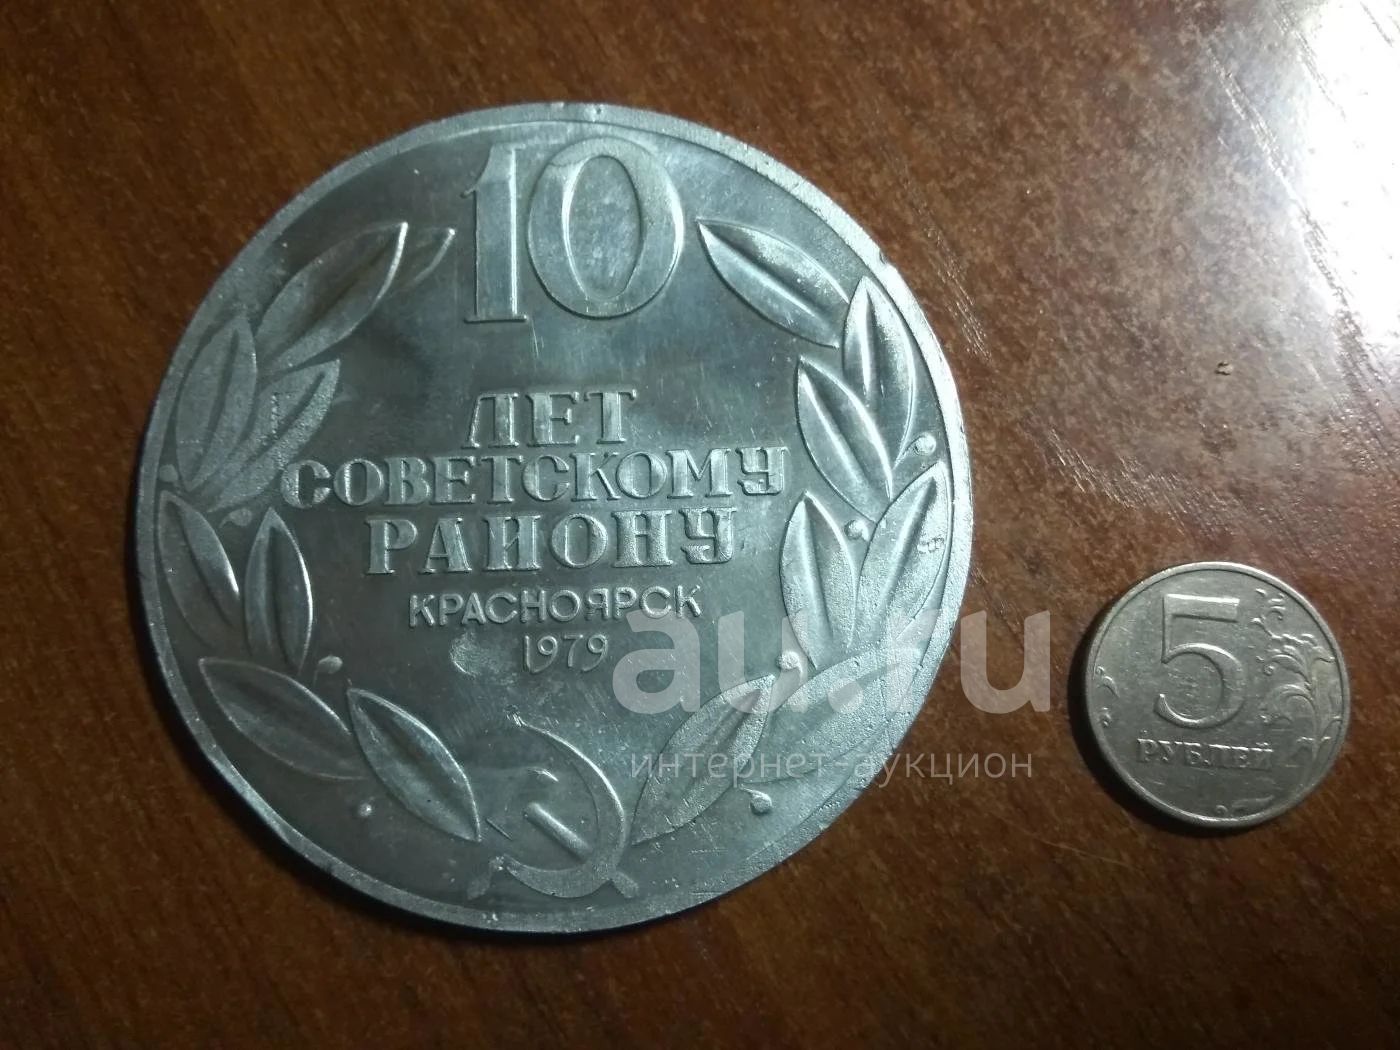 10
ЛЕТ
СОВЕТСКОМУ
РАЙОНУ
КРАСНОЯРСК
1979
5
РУБЛЕЙ
au.ru
интернет-аукцион